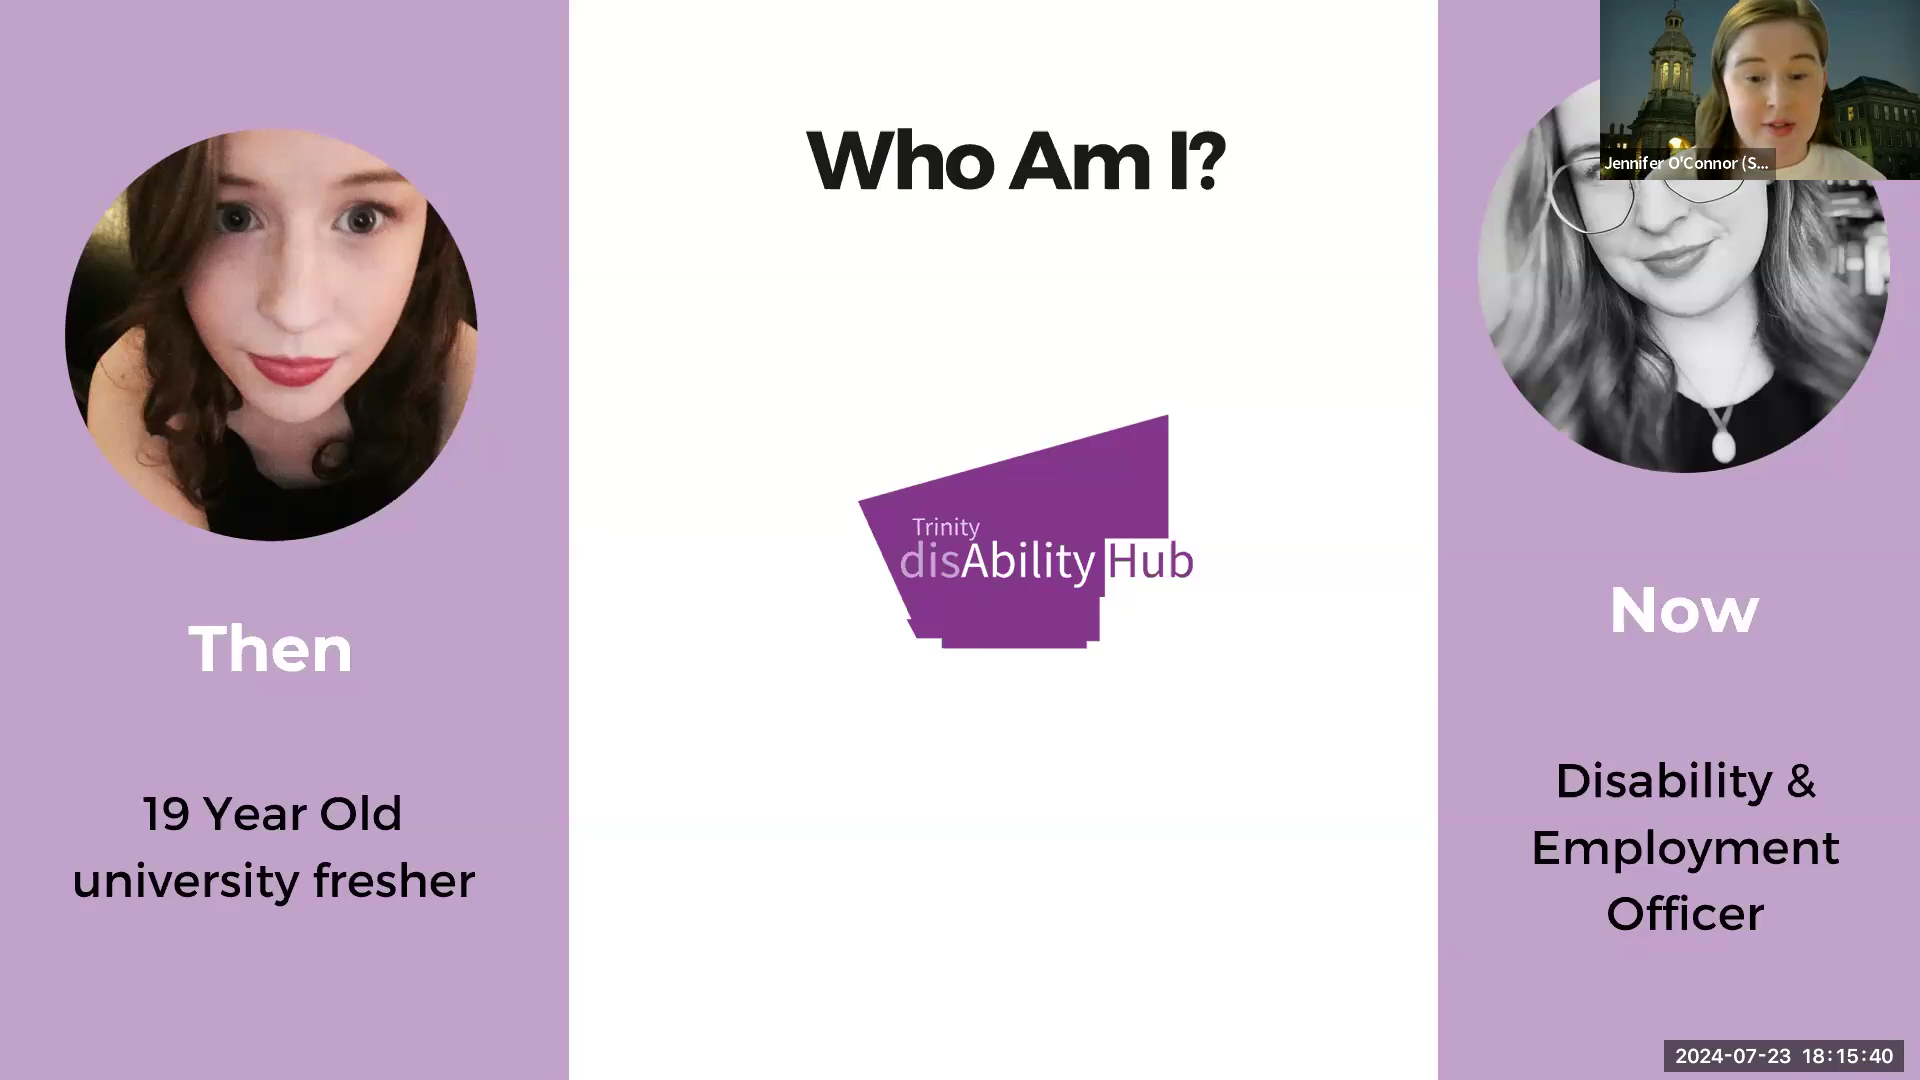 Who Am I?
Jennifer O'Connor (S...
Trinity
disAbility Hub
Then
19 Year Old
university fresher
Now
Disability &
Employment
Officer
2024-07-23 18:15:40